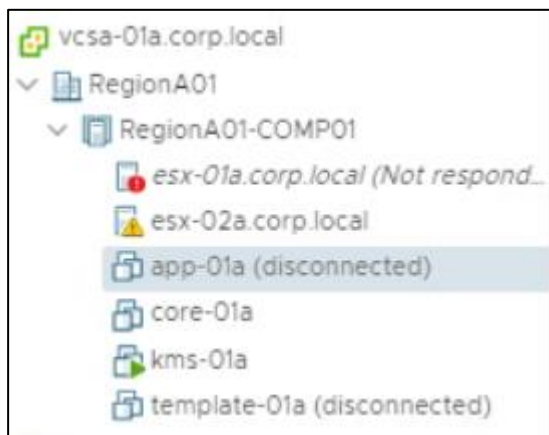 vcsa-01a.corp.local
RegionA01
RegionA01-COMP01
esx-01a.corp.local (Not respond...
esx-02a.corp.local
app-01a (disconnected)
core-01a
kms-01a
template-01a (disconnected)